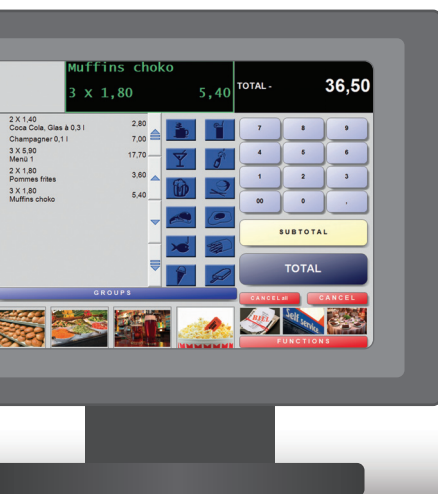 Muffins choko
3 x 1,80 5,40
TOTAL - 36,50
2 X 1,40
Coca Cola, Glas à 0,3 l 2,80
Champagner 0,1 l 7,00
3 X 5,90
Menü 1 17,70
2 X 1,80
Pommes frites 3,60
3 X 1,80
Muffins choko 5,40
7 8 9
4 5 6
1 2 3
00 0 .
SUBTOTAL
TOTAL
GROUPS
CANCEL all CANCEL
Self service
FUNCTIONS